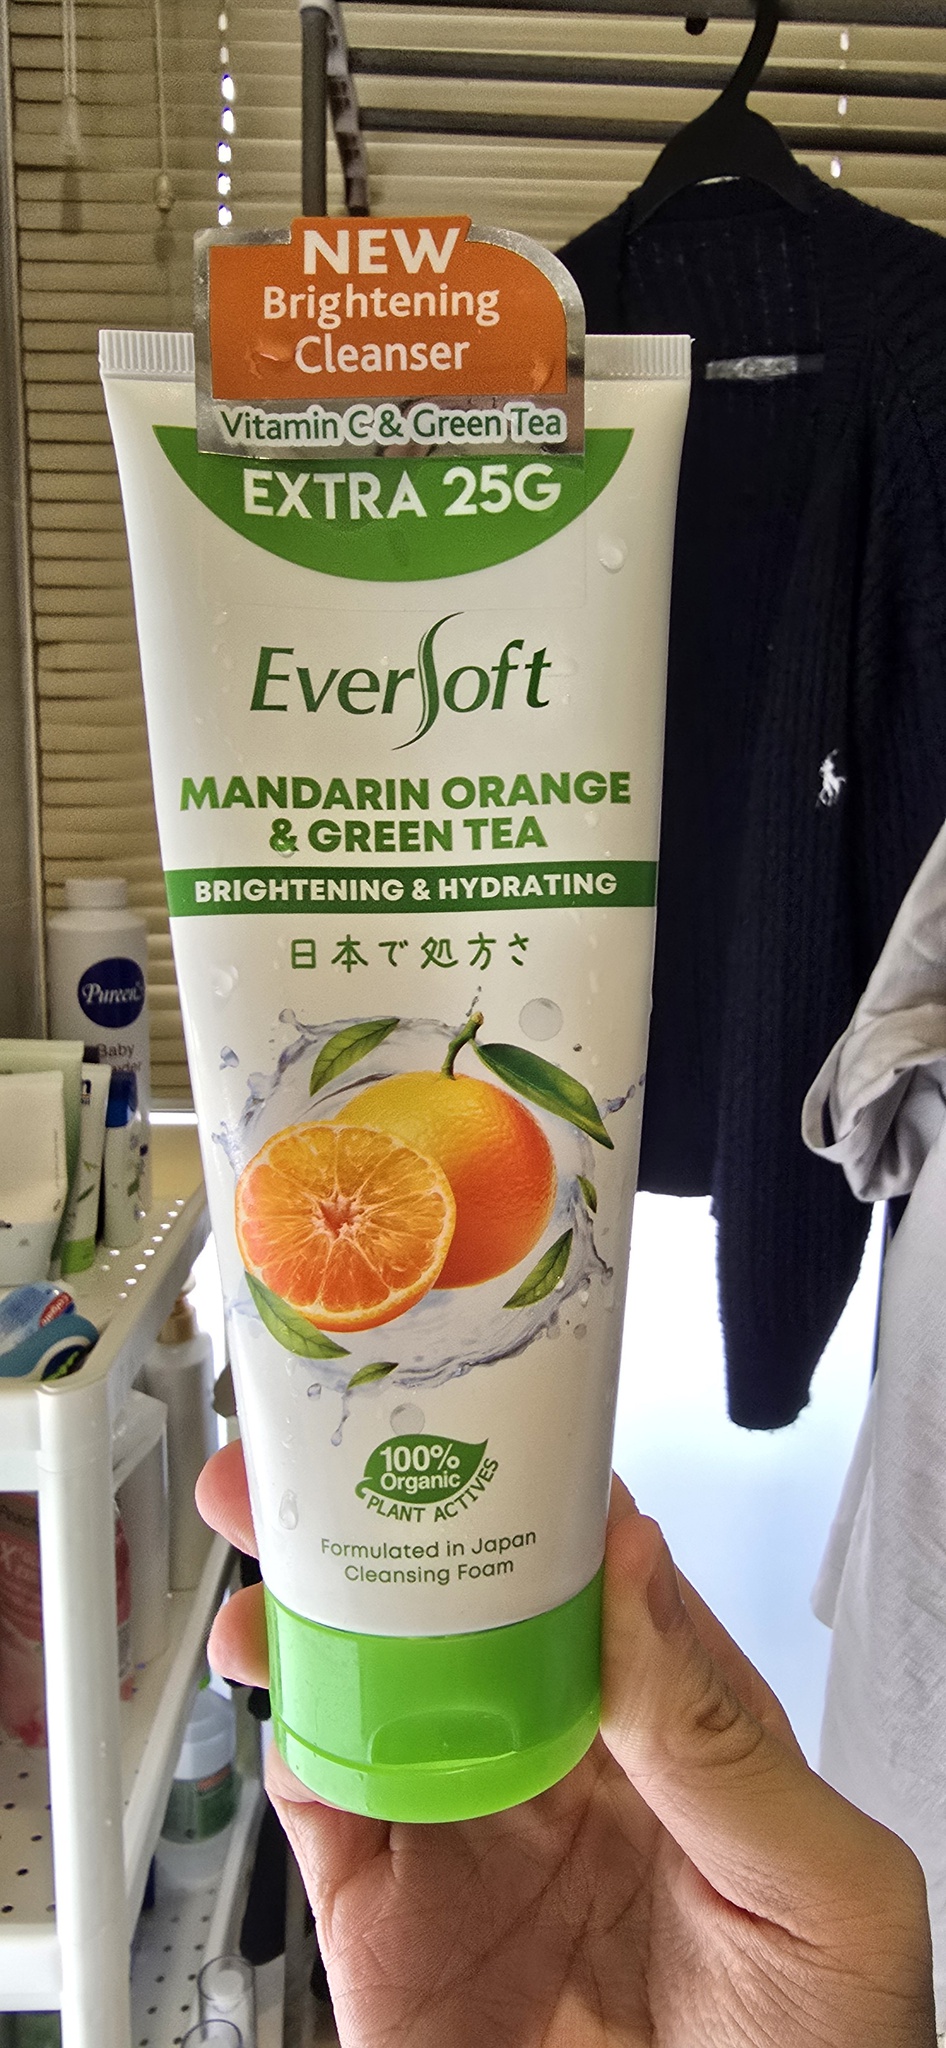 NEW
Brightening
Cleanser
Vitamin C & Green Tea
EXTRA 25G
EverSoft
MANDARIN ORANGE
& GREEN TEA
BRIGHTENING & HYDRATING
日本で処方さ
100%
Organic
PLANT ACTIVES
Formulated in Japan
Cleansing Foam
Pureen
Baby
Colgate